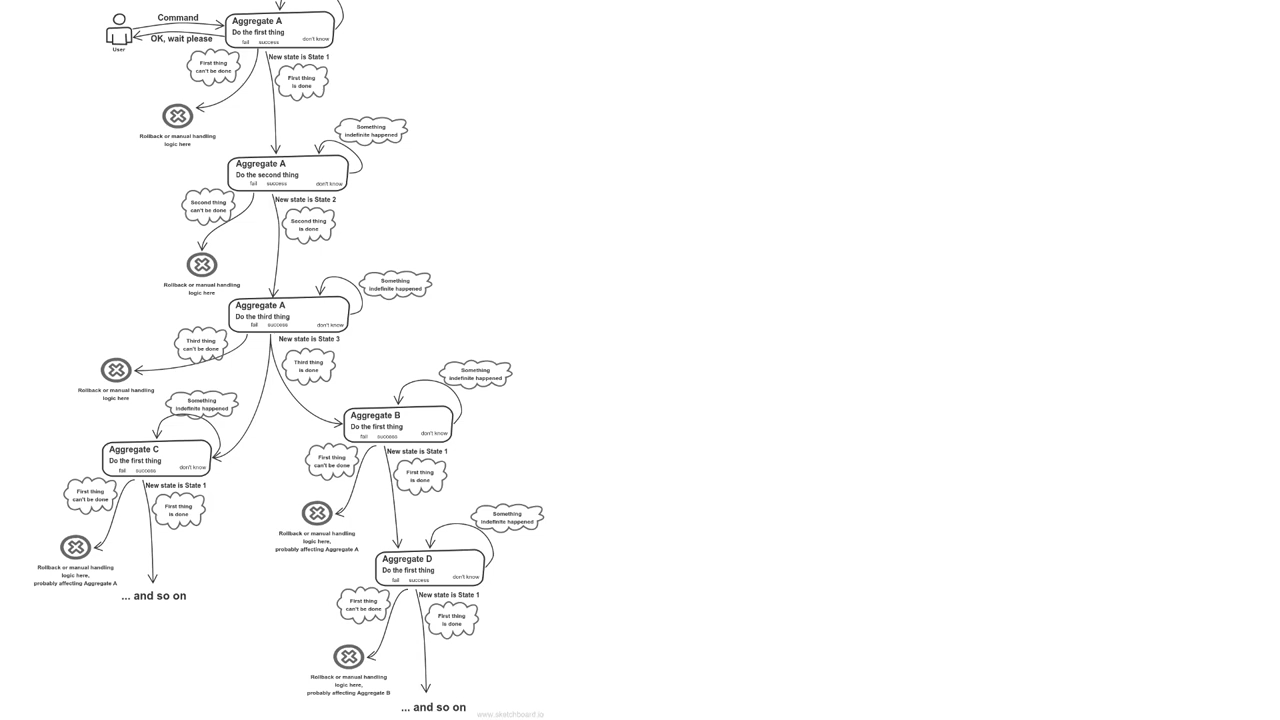 Command
OK, wait please
User
Aggregate A
Do the first thing
fail success don't know
New state is State 1
First thing
can't be done
First thing
is done
Rollback or manual handling
logic here
Something
indefinite happened
Aggregate A
Do the second thing
fail success don't know
New state is State 2
Second thing
can't be done
Second thing
is done
Rollback or manual handling
logic here
Something
indefinite happened
Aggregate A
Do the third thing
fail success don't know
New state is State 3
Third thing
can't be done
Third thing
is done
Rollback or manual handling
logic here
Something
indefinite happened
Aggregate B
Do the first thing
fail success don't know
New state is State 1
First thing
can't be done
First thing
is done
Rollback or manual handling
logic here,
probably affecting Aggregate A
Something
indefinite happened
Aggregate C
Do the first thing
fail success don't know
New state is State 1
First thing
can't be done
First thing
is done
Rollback or manual handling
logic here,
probably affecting Aggregate A
... and so on
Something
indefinite happened
Aggregate D
Do the first thing
fail success don't know
New state is State 1
First thing
can't be done
First thing
is done
Rollback or manual handling
logic here,
probably affecting Aggregate B
... and so on
www.sketchboard.io